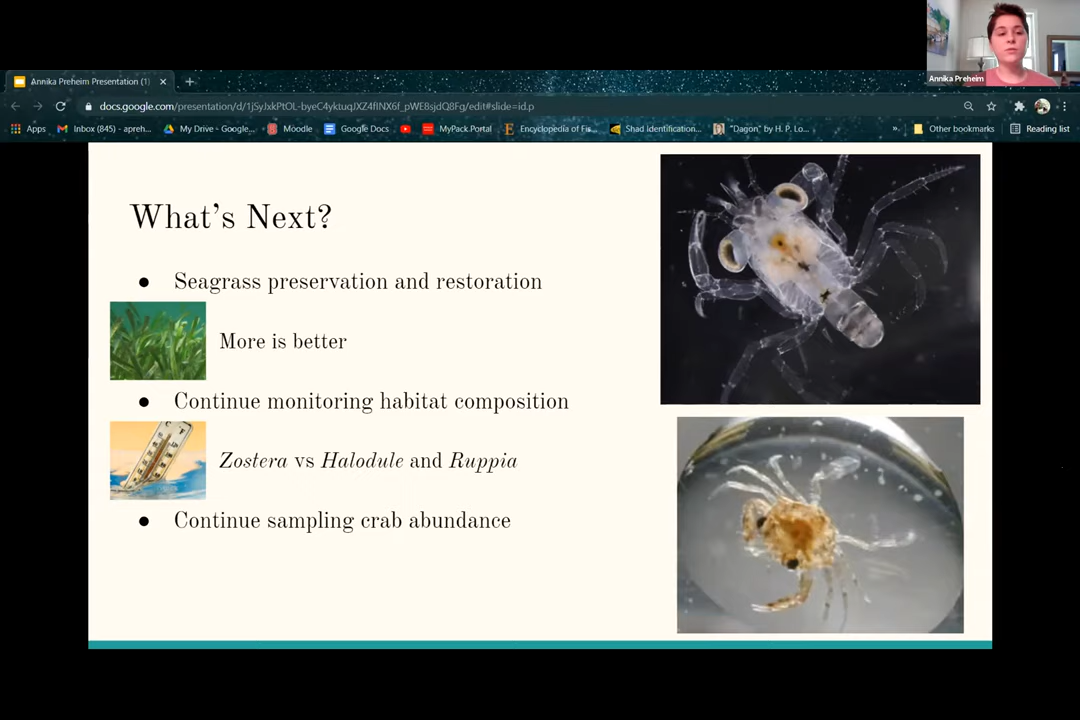 Annika Preheim
Annika Preheim Presentation (1)
docs.google.com/presentation/d/1jSyJxkPtOL-byeC4yktuqJXZ4fINX6f_pWE8sjdQ8Fg/edit#slide=id.p
Apps
Inbox (845) - apreh...
My Drive - Google...
Moodle
Google Docs
MyPack Portal
Encyclopedia of Fis...
Shad identification...
"Dagon" by H. P. Lo...
»
Other bookmarks
Reading list
What's Next?
● Seagrass preservation and restoration
More is better
● Continue monitoring habitat composition
Zostera vs Halodule and Ruppia
● Continue sampling crab abundance